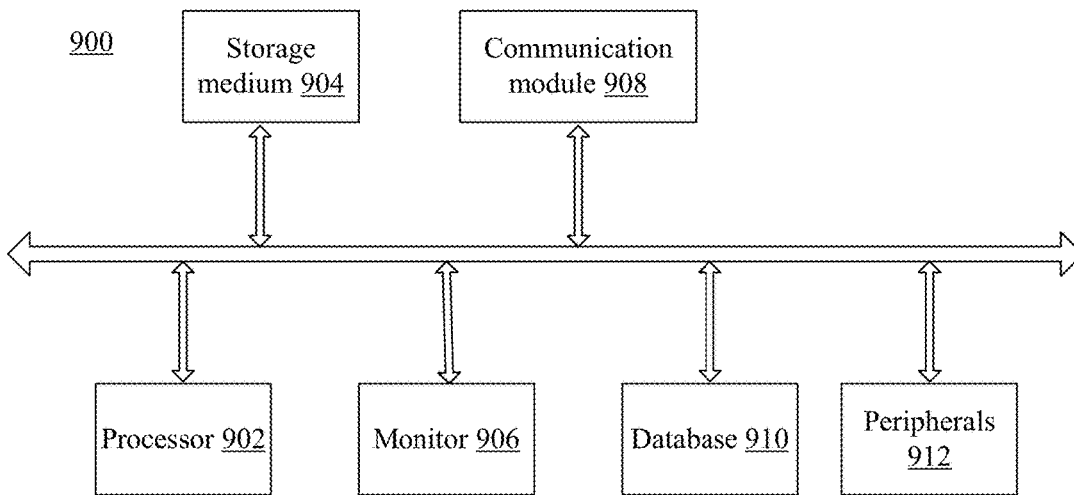 900
Storage
medium 904
Communication
module 908
Processor 902
Monitor 906
Database 910
Peripherals
912